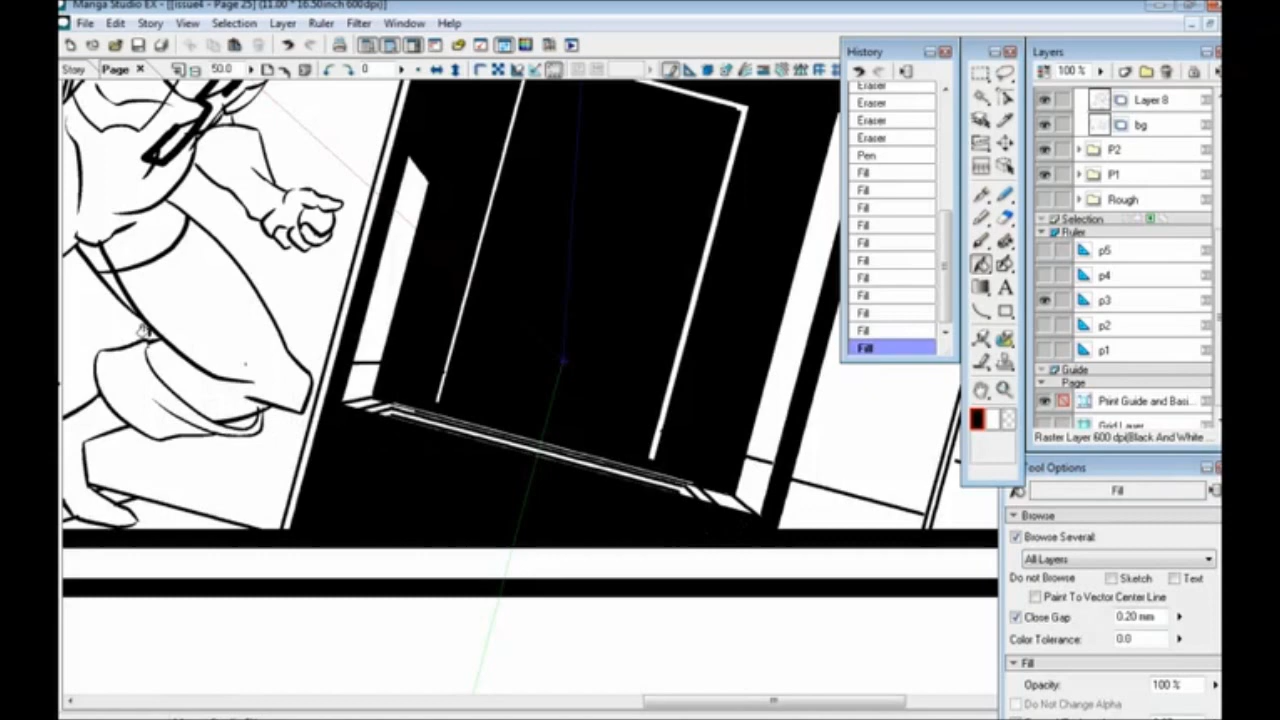 Manga Studio EX - [[issue4 - Page 25] (11.00 * 16.50inch 600dpi)]
File Edit Story View Selection Layer Ruler Filter Window Help
Story Page 50.0 0
History
Eraser
Eraser
Eraser
Eraser
Pen
Fill
Fill
Fill
Fill
Fill
Fill
Fill
Fill
Fill
Fill
Fill
Layers
100 %
Layer 8
bg
P2
P1
Rough
Selection
Ruler
p5
p4
p3
p2
p1
Guide
Page
Print Guide and Basi...
Grid Layer
Raster Layer 600 dpi(Black And White ...
Tool Options
Fill
Browse
Browse Several:
All Layers
Do not Browse Sketch Text
Paint To Vector Center Line
Close Gap 0.20 mm
Color Tolerance: 0.0
Fill
Opacity: 100 %
Do Not Change Alpha